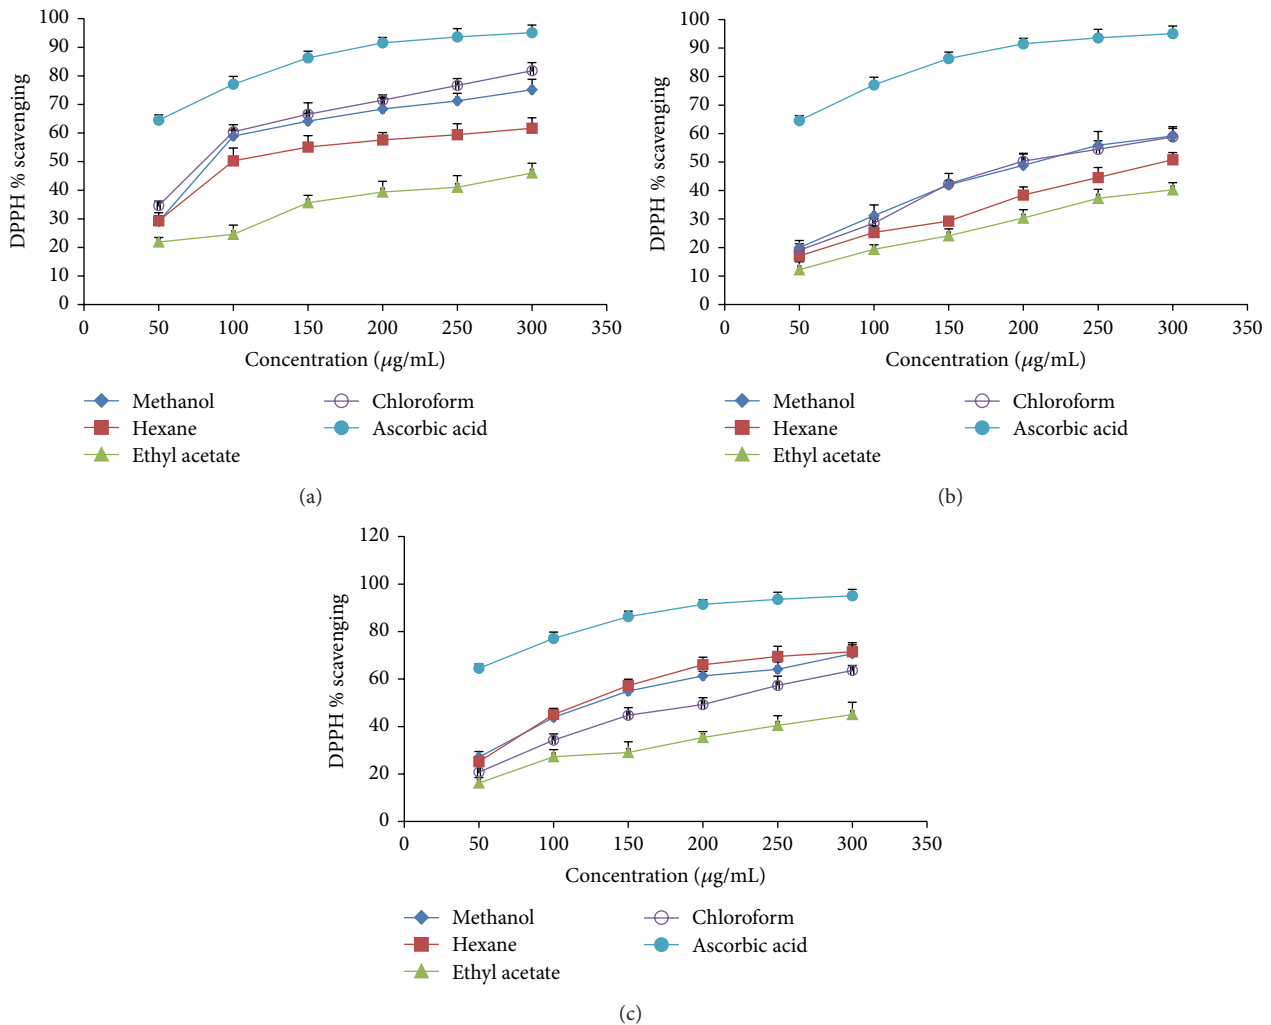 100
90
80
70
60
50
40
30
20
10
0
DPPH % scavenging
0 50 100 150 200 250 300 350
Concentration (μg/mL)
Methanol
Hexane
Ethyl acetate
Chloroform
Ascorbic acid
(a)
100
90
80
70
60
50
40
30
20
10
0
DPPH % scavenging
0 50 100 150 200 250 300 350
Concentration (μg/mL)
Methanol
Hexane
Ethyl acetate
Chloroform
Ascorbic acid
(b)
120
100
80
60
40
20
0
DPPH % scavenging
0 50 100 150 200 250 300 350
Concentration (μg/mL)
Methanol
Hexane
Ethyl acetate
Chloroform
Ascorbic acid
(c)